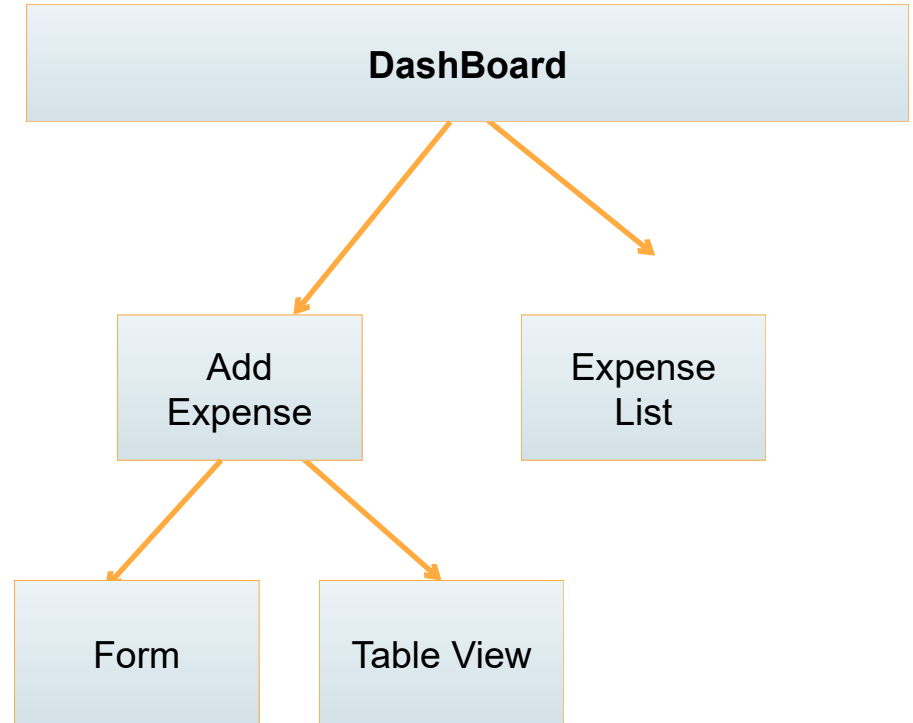 DashBoard
Add
Expense
Expense
List
Form
Table View